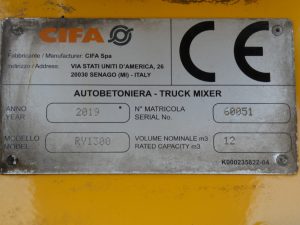 CIFA
CE
Fabricante / Manufacturer: CIFA Spa
Indirizzo / Address: VIA STATI UNITI D'AMERICA, 26
20030 SENAGO (MI) - ITALY
AUTOBETONIERA - TRUCK MIXER
ANNO
YEAR
2019
N° MATRICOLA
SERIAL No.
60051
MODELLO
MODEL
RY1300
VOLUME NOMINALE m3
RATED CAPACITY m3
12
K000235822-04